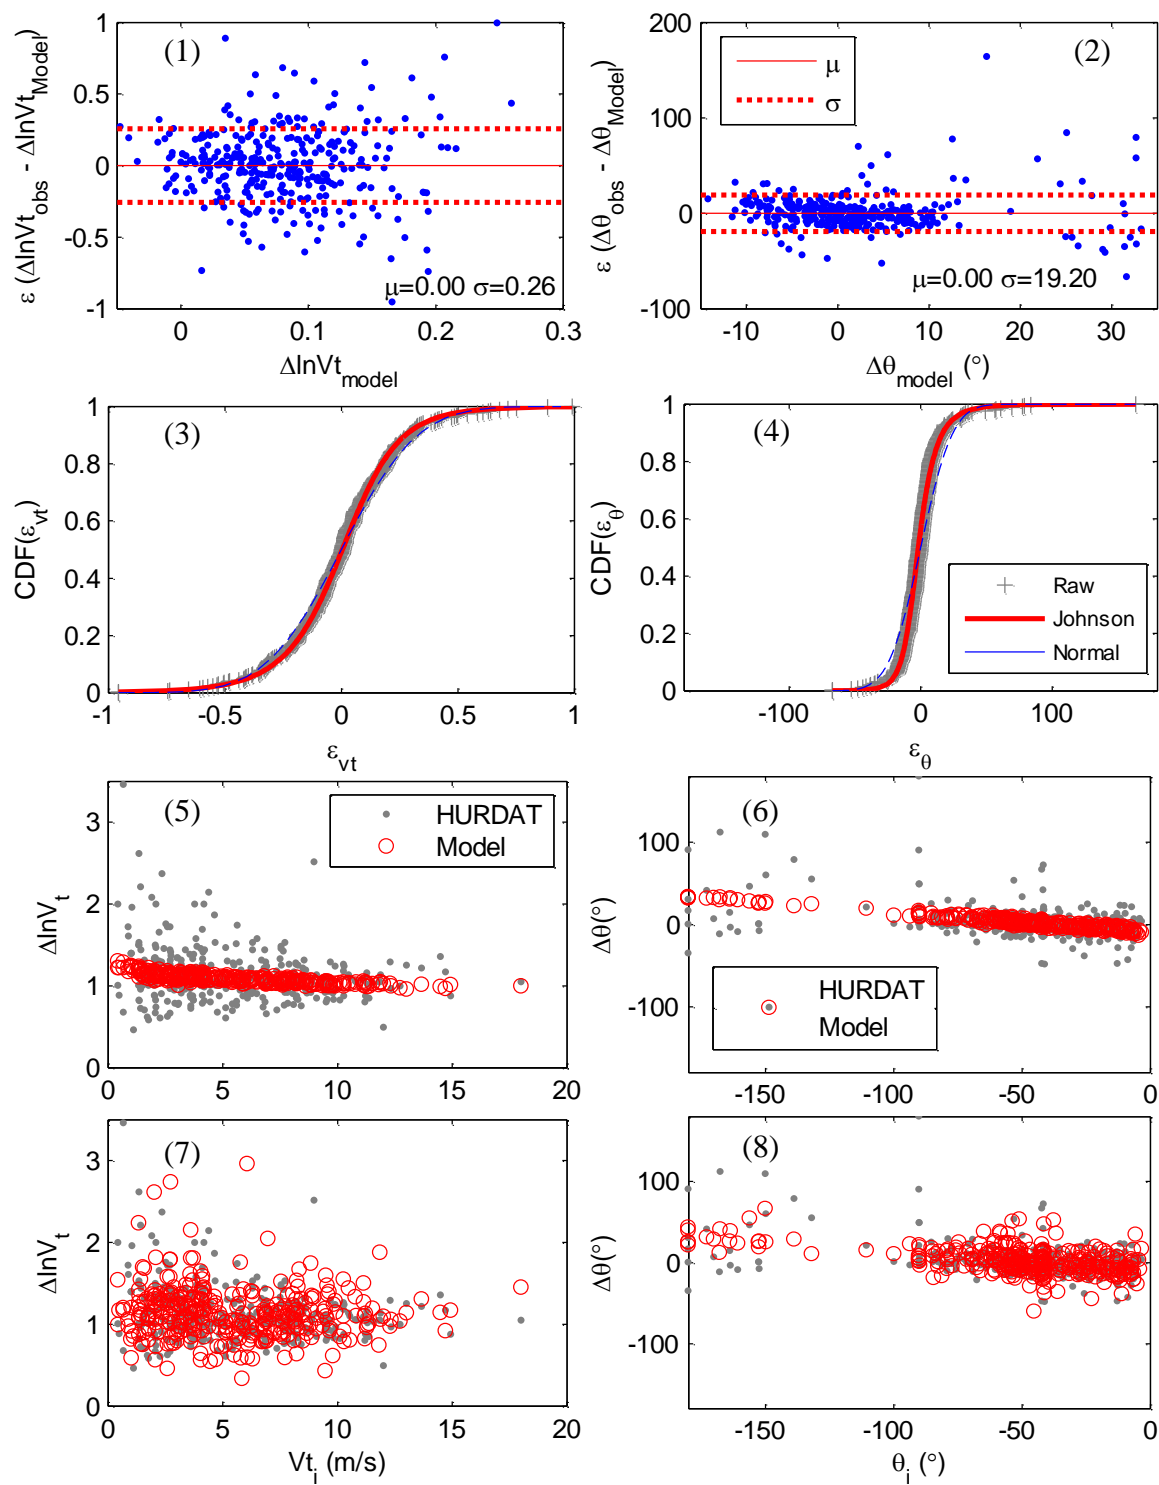 (1)
1
0.5
0
-0.5
-1
ε (ΔlnVt_obs - ΔlnVt_Model)
μ=0.00 σ=0.26
0 0.1 0.2 0.3
ΔlnVt_model
(2)
μ
σ
200
100
0
-100
ε (Δθ_obs - Δθ_Model)
μ=0.00 σ=19.20
-10 0 10 20 30
Δθ_model (°)
(3)
1
0.8
0.6
0.4
0.2
0
CDF(ε_vt)
-1 -0.5 0 0.5 1
ε_vt
(4)
1
0.8
0.6
0.4
0.2
0
CDF(ε_θ)
Raw
Johnson
Normal
-100 0 100
ε_θ
(5)
HURDAT
Model
3
2
1
0
ΔlnV_t
0 5 10 15 20
(6)
100
0
-100
Δθ(°)
HURDAT
Model
-150 -100 -50 0
(7)
3
2
1
0
ΔlnV_t
0 5 10 15 20
Vt_i (m/s)
(8)
100
0
-100
Δθ(°)
-150 -100 -50 0
θ_i (°)